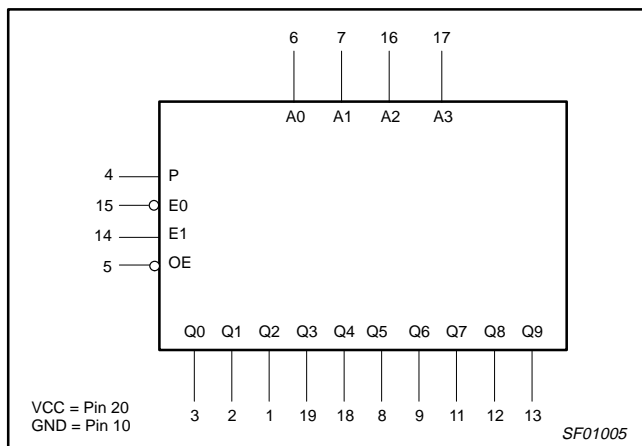 6 7 16 17
A0 A1 A2 A3
4 P
15 E0
14 E1
5 OE
Q0 Q1 Q2 Q3 Q4 Q5 Q6 Q7 Q8 Q9
3 2 1 19 18 8 9 11 12 13
VCC = Pin 20
GND = Pin 10
SF01005